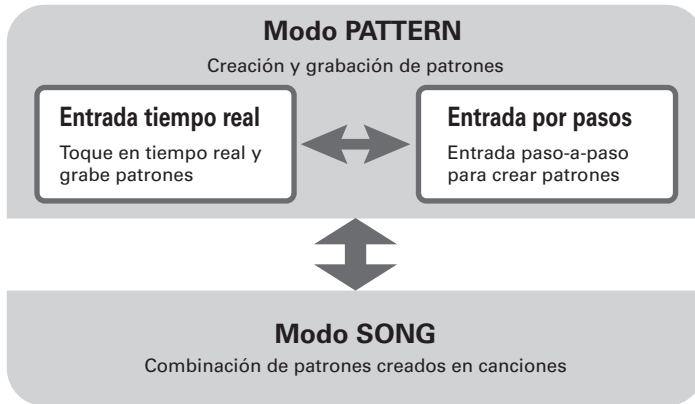 Modo PATTERN
Creación y grabación de patrones
Entrada tiempo real
Toque en tiempo real y
grabe patrones
Entrada por pasos
Entrada paso-a-paso
para crear patrones
Modo SONG
Combinación de patrones creados en canciones